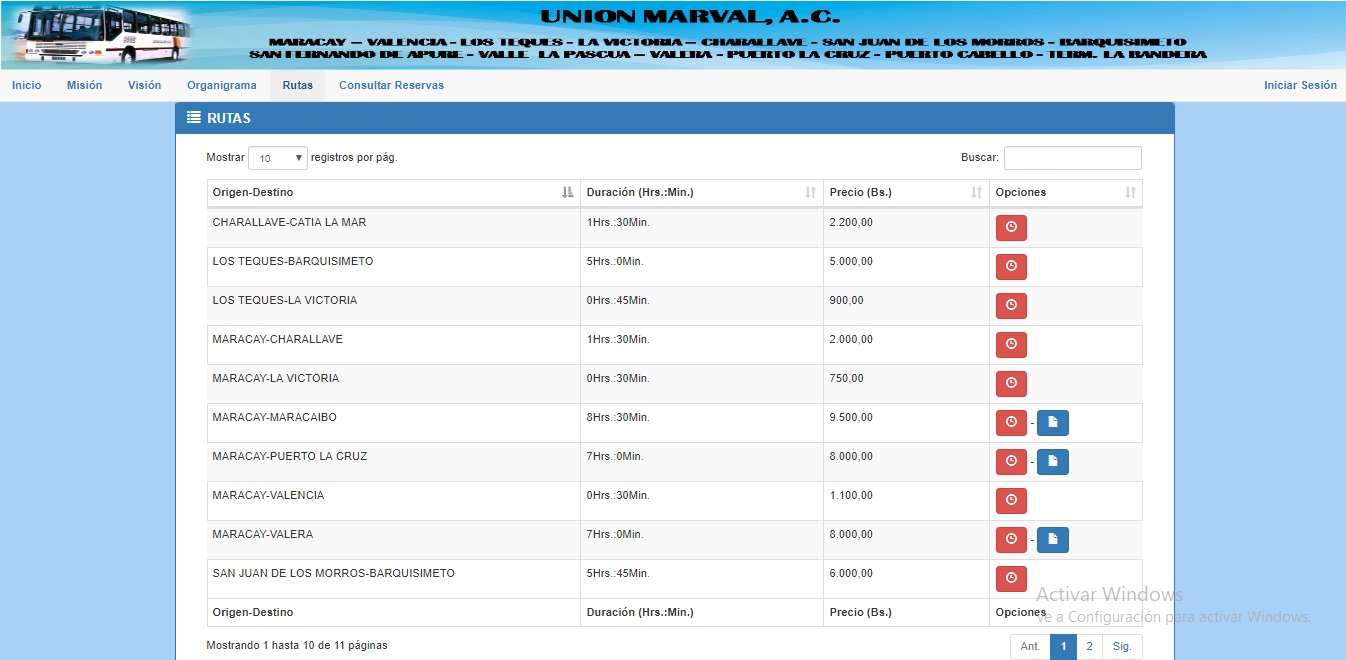 UNION MARVAL, A.C.
MARACAY – VALENCIA - LOS TEQUES - LA VICTORIA – CHARALLAVE - SAN JUAN DE LOS MORROS - BARQUISIMETO
SAN FERNANDO DE APURE - VALLE LA PASCUA – VALERA - PUERTO LA CRUZ - PUERTO CABELLO - TERM. LA BANDERA
Inicio Misión Visión Organigrama Rutas Consultar Reservas Iniciar Sesión
RUTAS
Mostrar 10 registros por pág. Buscar:
Origen-Destino Duración (Hrs.:Min.) Precio (Bs.) Opciones
CHARALLAVE-CATIA LA MAR 1Hrs.:30Min. 2.200,00
LOS TEQUES-BARQUISIMETO 5Hrs.:0Min. 5.000,00
LOS TEQUES-LA VICTORIA 0Hrs.:45Min. 900,00
MARACAY-CHARALLAVE 1Hrs.:30Min. 2.000,00
MARACAY-LA VICTORIA 0Hrs.:30Min. 750,00
MARACAY-MARACAIBO 8Hrs.:30Min. 9.500,00 -
MARACAY-PUERTO LA CRUZ 7Hrs.:0Min. 8.000,00 -
MARACAY-VALENCIA 0Hrs.:30Min. 1.100,00
MARACAY-VALERA 7Hrs.:0Min. 8.000,00 -
SAN JUAN DE LOS MORROS-BARQUISIMETO 5Hrs.:45Min. 6.000,00
Activar Windows
Origen-Destino Duración (Hrs.:Min.) Precio (Bs.) Opciones
Ve a Configuración para activar Windows.
Mostrando 1 hasta 10 de 11 páginas Ant. 1 2 Sig.